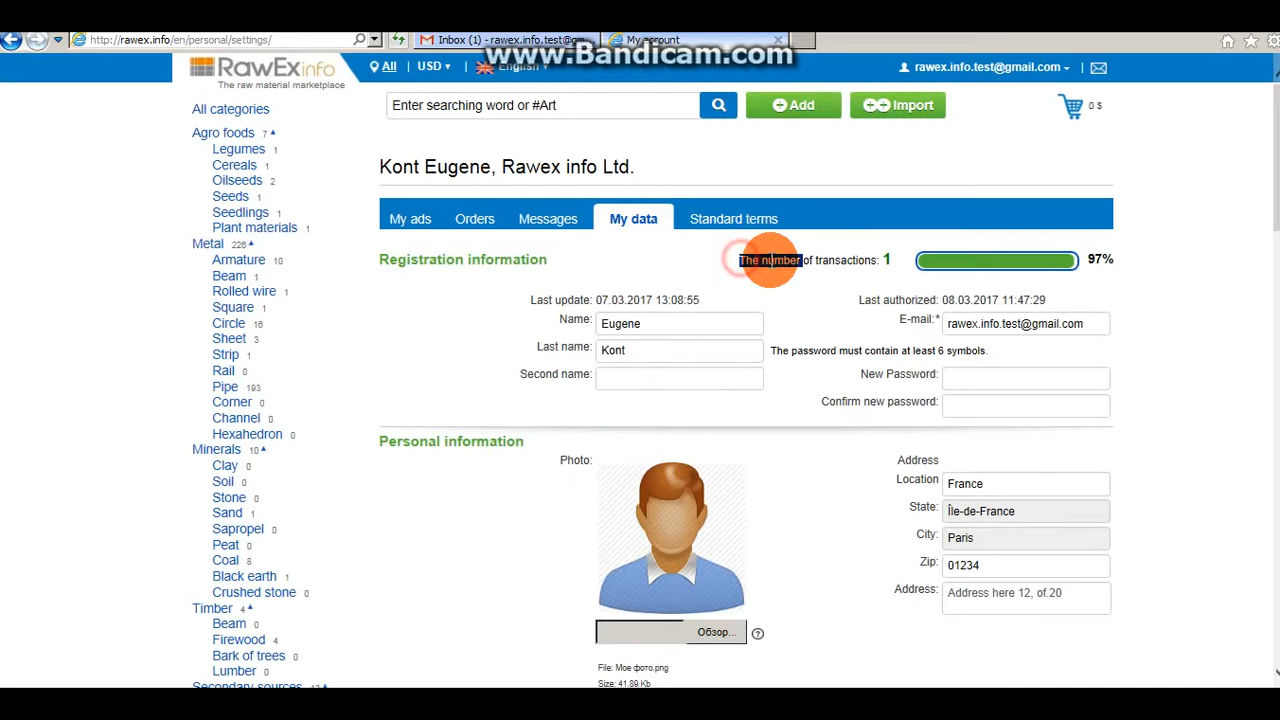 http://rawex.info/en/personal/settings/
Inbox (1) - rawex.info.test@gm...
My account
www.Bandicam.com
RawExinfo
The raw material marketplace
All
USD
English
rawex.info.test@gmail.com
Enter searching word or #Art
Add
Import
0 $
All categories
Agro foods 7
Legumes 1
Cereals 1
Oilseeds 2
Seeds 1
Seedlings 1
Plant materials 1
Metal 226
Armature 10
Beam 1
Rolled wire 1
Square 1
Circle 16
Sheet 3
Strip 1
Rail 0
Pipe 193
Corner 0
Channel 0
Hexahedron 0
Minerals 10
Clay 0
Soil 0
Stone 0
Sand 1
Sapropel 0
Peat 0
Coal 8
Black earth 1
Crushed stone 0
Timber 4
Beam 0
Firewood 4
Bark of trees 0
Lumber 0
Secondary sources
Kont Eugene, Rawex info Ltd.
My ads
Orders
Messages
My data
Standard terms
Registration information
The number of transactions: 1
97%
Last update: 07.03.2017 13:08:55
Last authorized: 08.03.2017 11:47:29
Name: Eugene
E-mail:* rawex.info.test@gmail.com
Last name: Kont
The password must contain at least 6 symbols.
Second name:
New Password:
Confirm new password:
Personal information
Photo:
Обзор...
File: Мое фото.png
Size: 41.89 Kb
Address
Location France
State: Île-de-France
City: Paris
Zip: 01234
Address: Address here 12, of.20